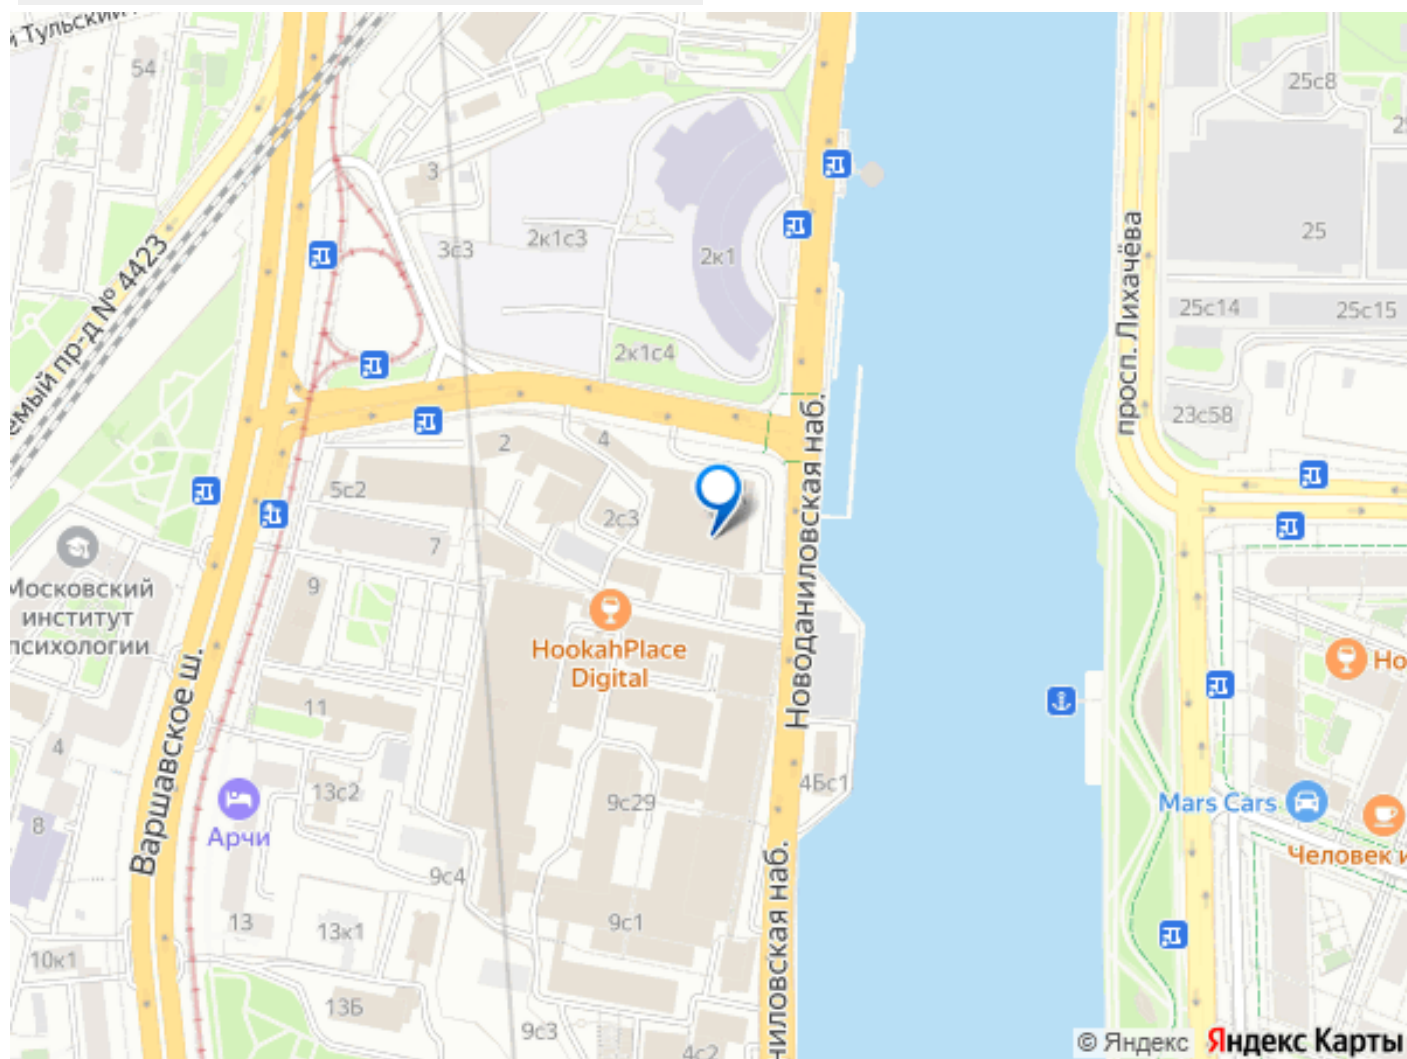 й Тульский
54
25с8
3
3с3
2к1с3
2к1
25
просп. Лихачёва
25с14
25с15
емый пр-д № 4423
2к1с4
23с58
Новоданиловская наб.
2
4
5с2
2с3
7
9
Московский
институт
психологии
HookahPlace
Digital
Но
11
Варшавское ш.
4
13с2
9с29
4Бс1
Mars Cars
8
Арчи
Человек и
9с4
13
13к1
9с1
10к1
13Б
9с3
4с2
ниловская наб.
© Яндекс
Яндекс Карты